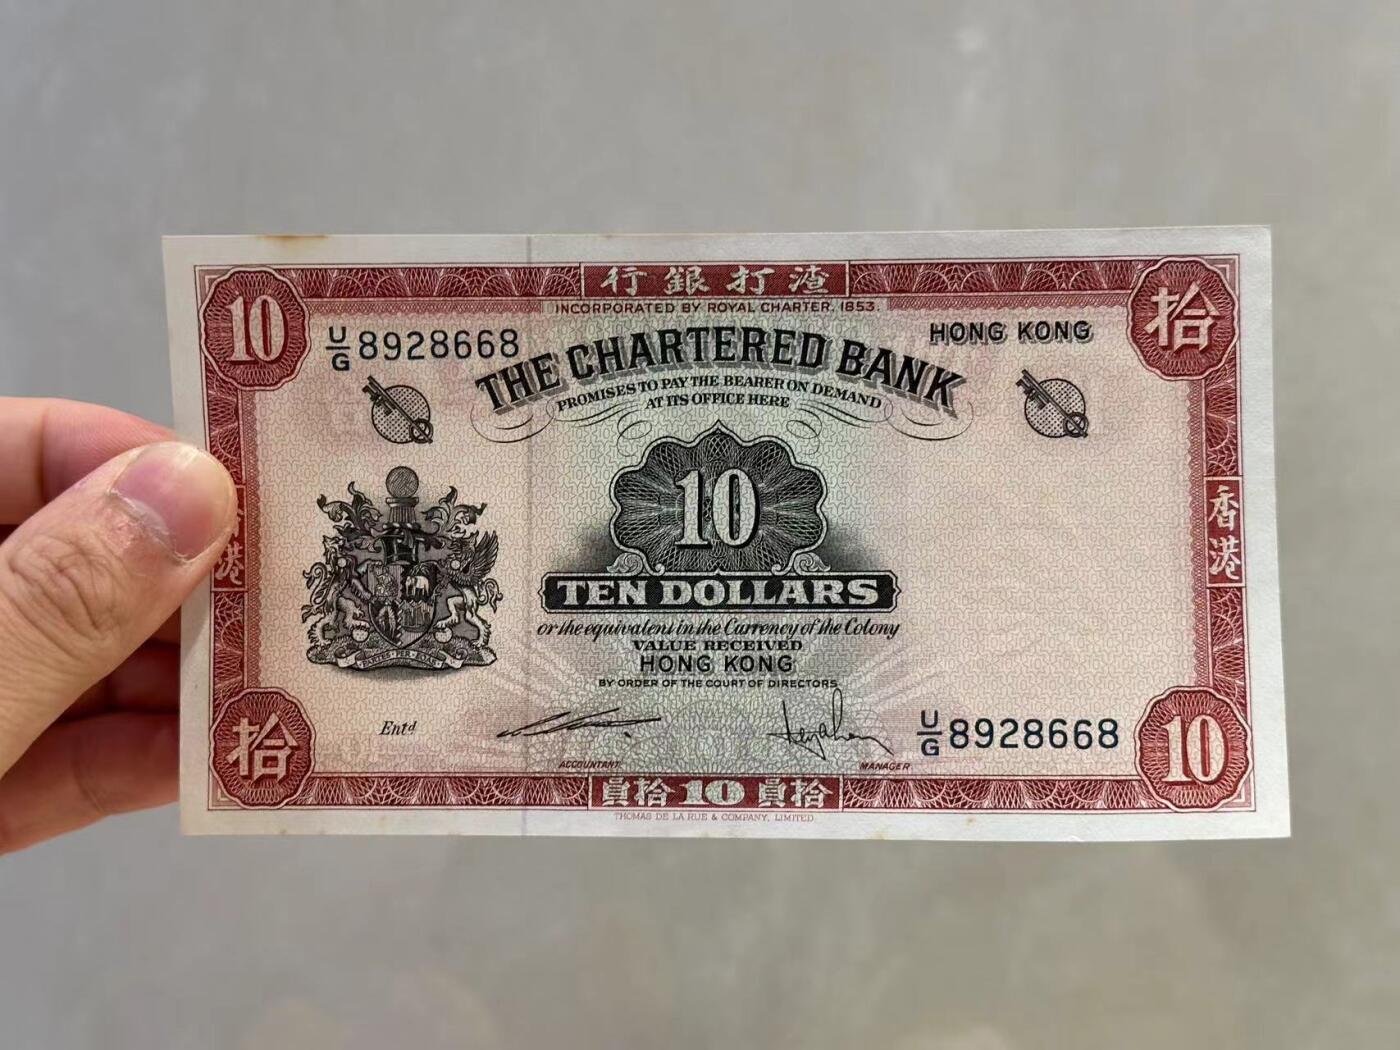 行銀打渣
INCORPORATED BY ROYAL CHARTER, 1853.
10
拾
U/G 8928668
HONG KONG
THE CHARTERED BANK
PROMISES TO PAY THE BEARER ON DEMAND
AT ITS OFFICE HERE
10
TEN DOLLARS
or the equivalent in the Currency of the Colony
VALUE RECEIVED
HONG KONG
BY ORDER OF THE COURT OF DIRECTORS
港
香港
Entd
ACCOUNTANT
MANAGER
U/G 8928668
拾
10
員拾 10 員拾
THOMAS DE LA RUE & COMPANY, LIMITED